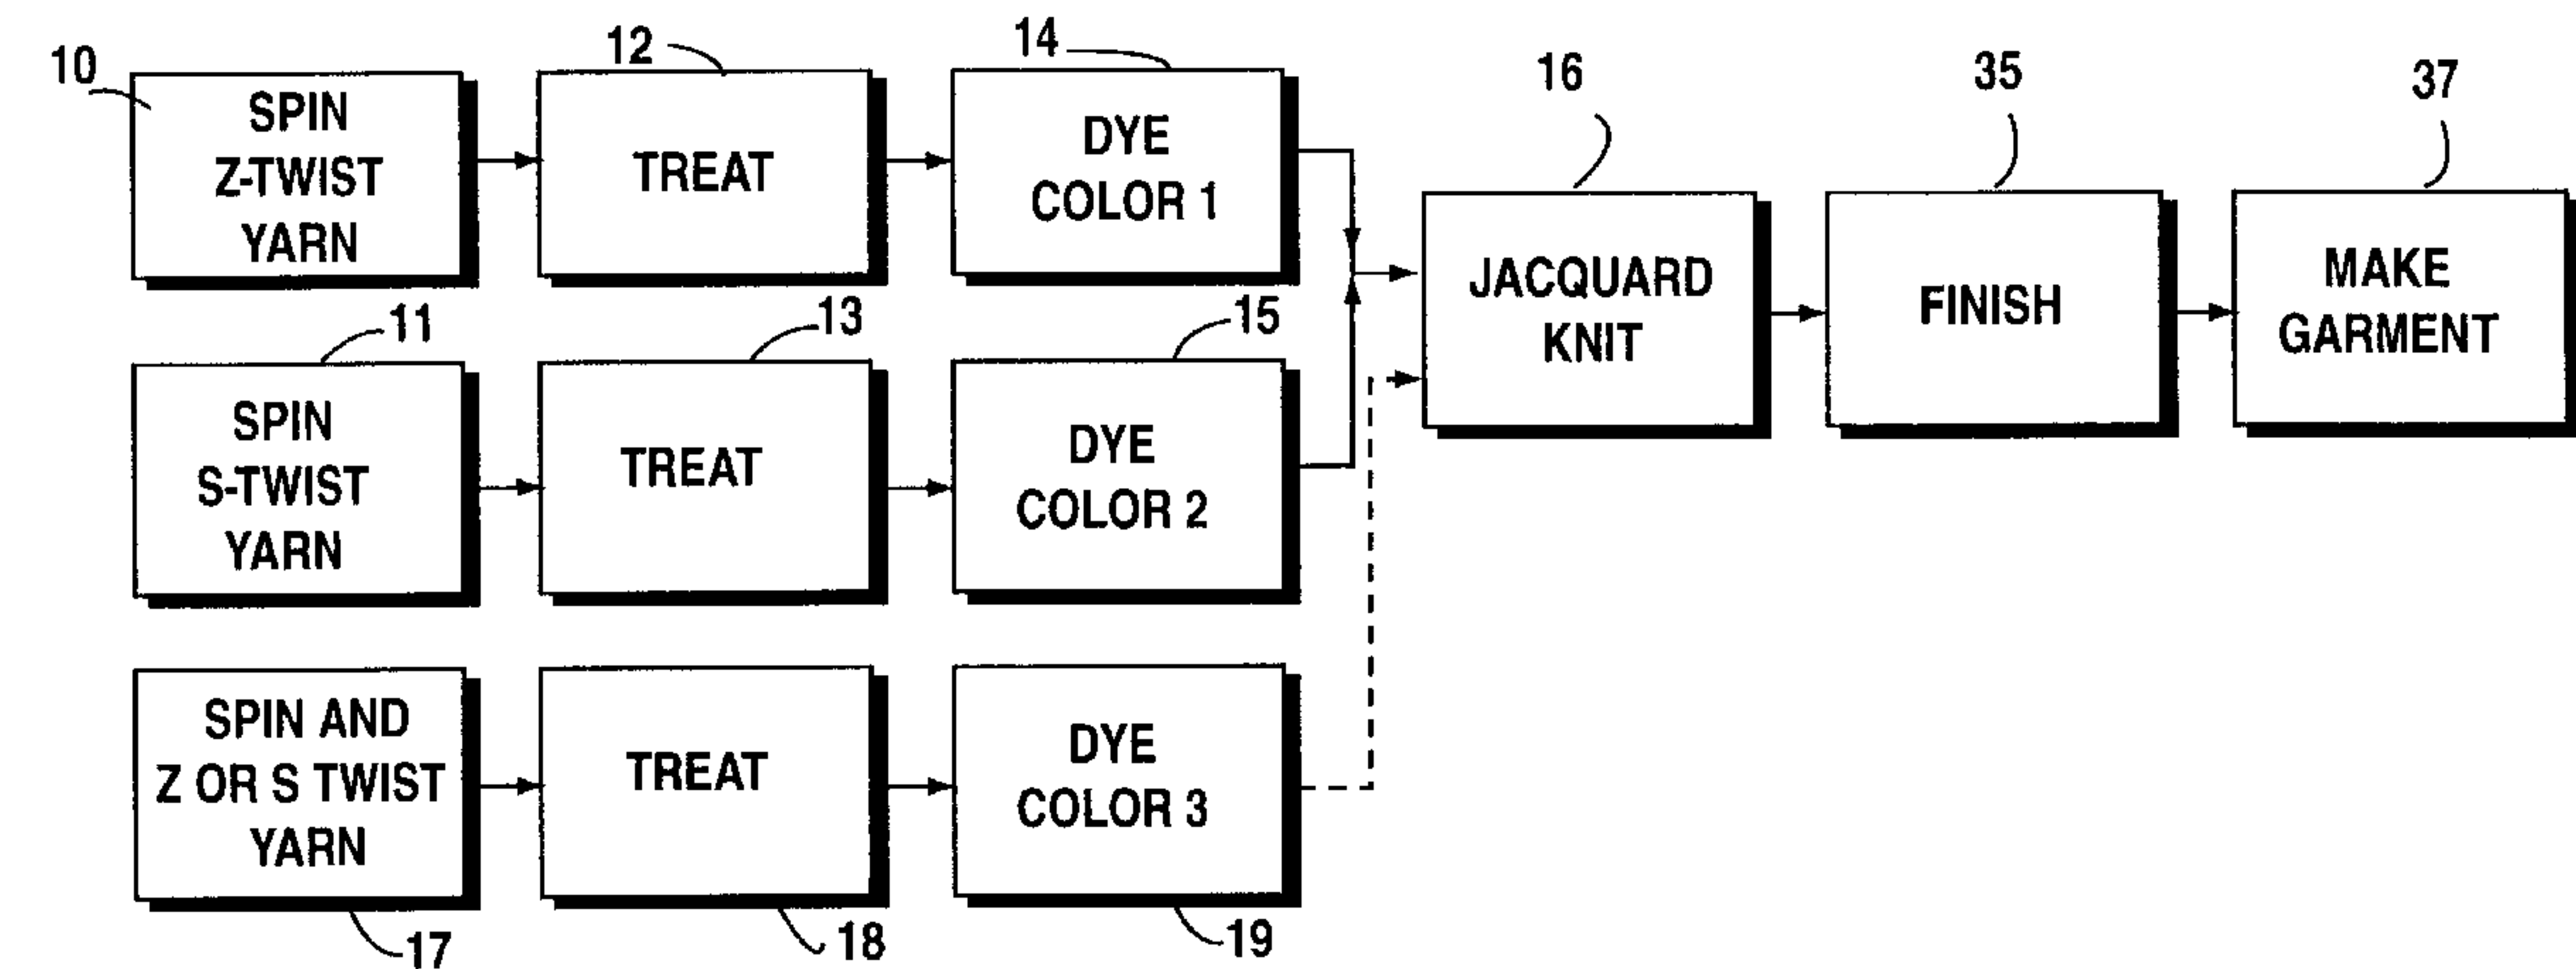 10
SPIN
Z-TWIST
YARN
12
TREAT
14
DYE
COLOR 1
16
JACQUARD
KNIT
35
FINISH
37
MAKE
GARMENT
11
SPIN
S-TWIST
YARN
13
TREAT
15
DYE
COLOR 2
SPIN AND
Z OR S TWIST
YARN
17
TREAT
18
DYE
COLOR 3
19